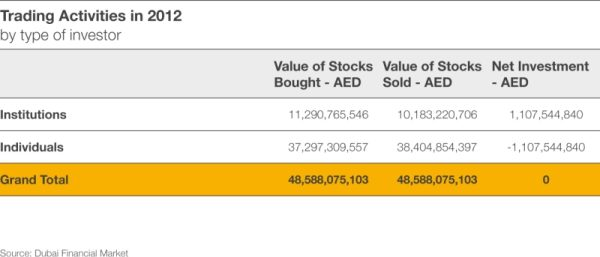 Trading Activities in 2012
by type of investor
Value of Stocks Value of Stocks Net Investment
Bought - AED Sold - AED - AED
Institutions 11,290,765,546 10,183,220,706 1,107,544,840
Individuals 37,297,309,557 38,404,854,397 -1,107,544,840
Grand Total 48,588,075,103 48,588,075,103 0
Source: Dubai Financial Market